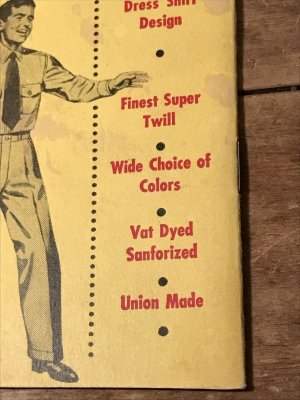 Dress Shirt
Design
Finest Super
Twill
Wide Choice of
Colors
Vat Dyed
Sanforized
Union Made